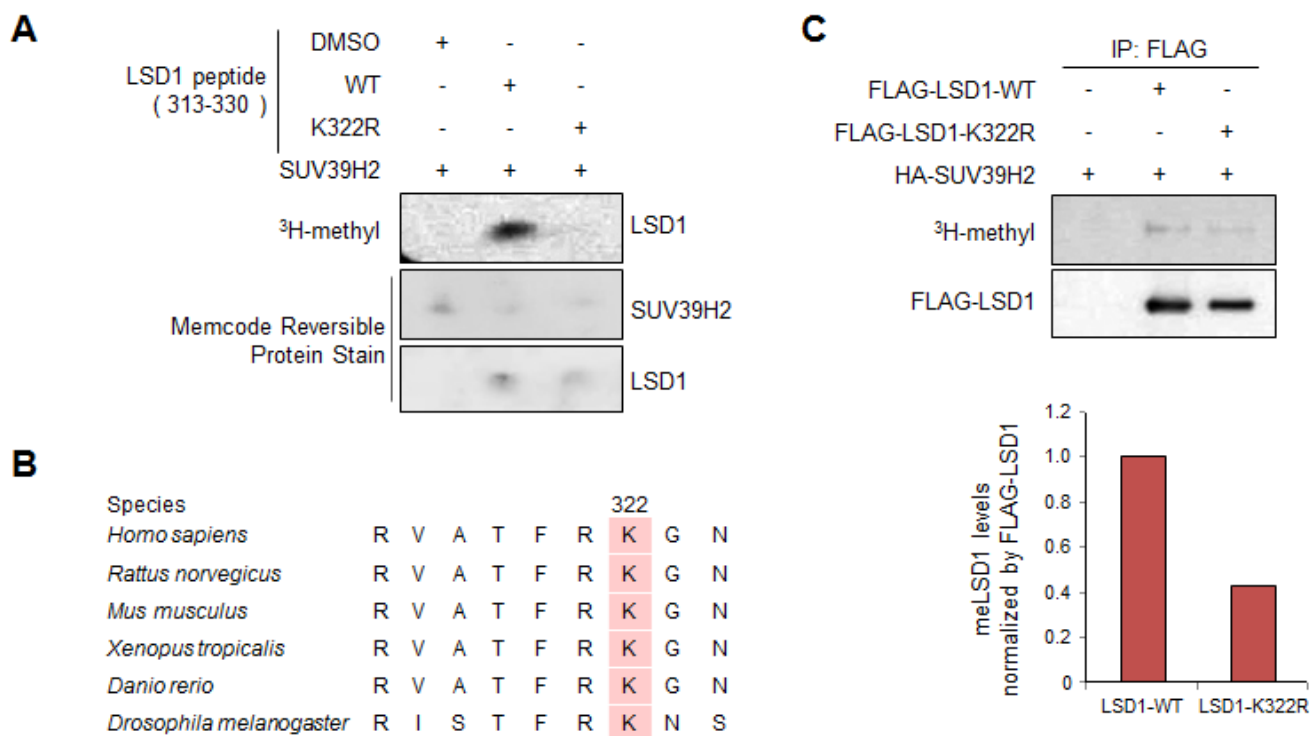 A
DMSO + - -
LSD1 peptide
( 313-330 )
WT - + -
K322R - - +
SUV39H2 + + +
³H-methyl
LSD1
SUV39H2
Memcode Reversible
Protein Stain
LSD1
B
Species 322
Homo sapiens R V A T F R K G N
Rattus norvegicus R V A T F R K G N
Mus musculus R V A T F R K G N
Xenopus tropicalis R V A T F R K G N
Danio rerio R V A T F R K G N
Drosophila melanogaster R I S T F R K N S
C
IP: FLAG
FLAG-LSD1-WT - + -
FLAG-LSD1-K322R - - +
HA-SUV39H2 + + +
³H-methyl
FLAG-LSD1
meLSD1 levels
normalized by FLAG-LSD1
1.2
1.0
0.8
0.6
0.4
0.2
0
LSD1-WT LSD1-K322R